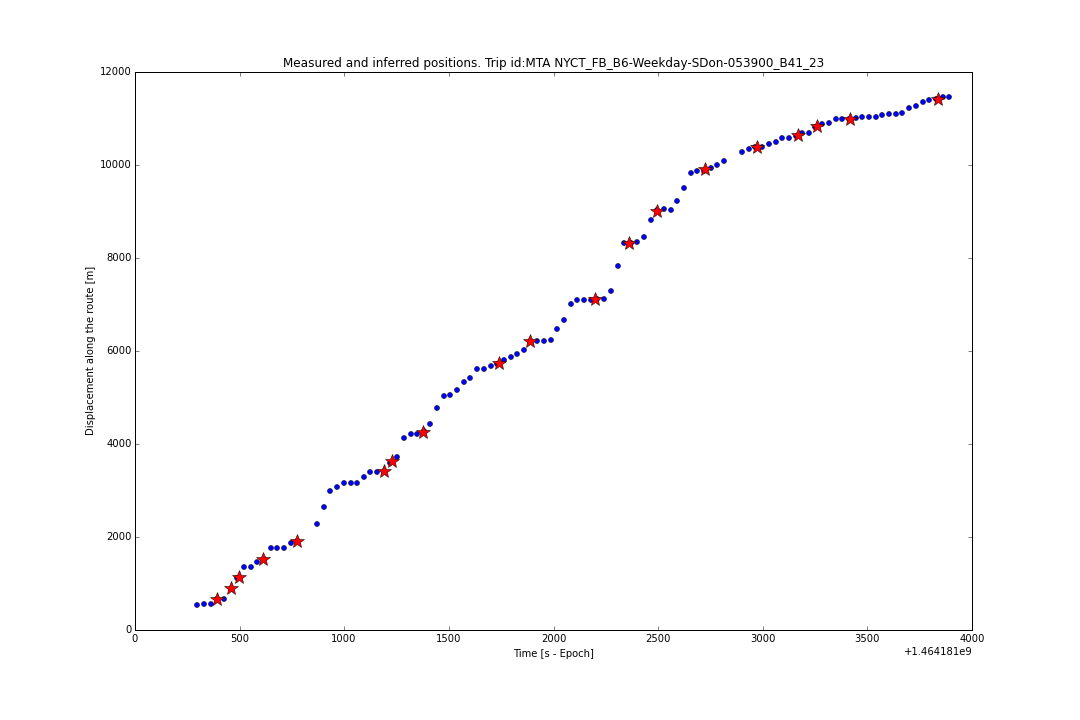 Measured and inferred positions. Trip id:MTA NYCT_FB_B6-Weekday-SDon-053900_B41_23
12000
10000
8000
6000
4000
2000
0
Displacement along the route [m]
0 500 1000 1500 2000 2500 3000 3500 4000
Time [s - Epoch]
+1.464181e9